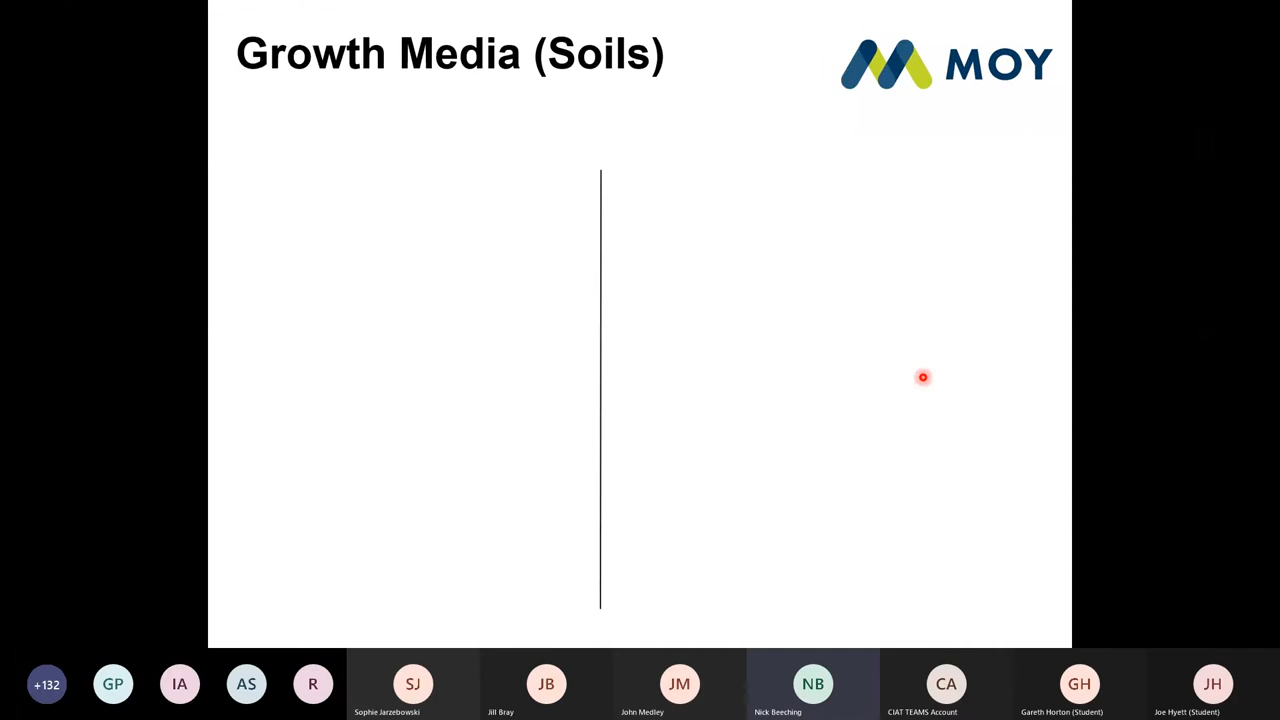 Growth Media (Soils)
MOY
+132
GP
IA
AS
R
SJ
JB
JM
NB
CA
GH
JH
Sophie Jarzebowski
Jill Bray
John Medley
Nick Beeching
CIAT TEAMS Account
Gareth Horton (Student)
Joe Hyett (Student)